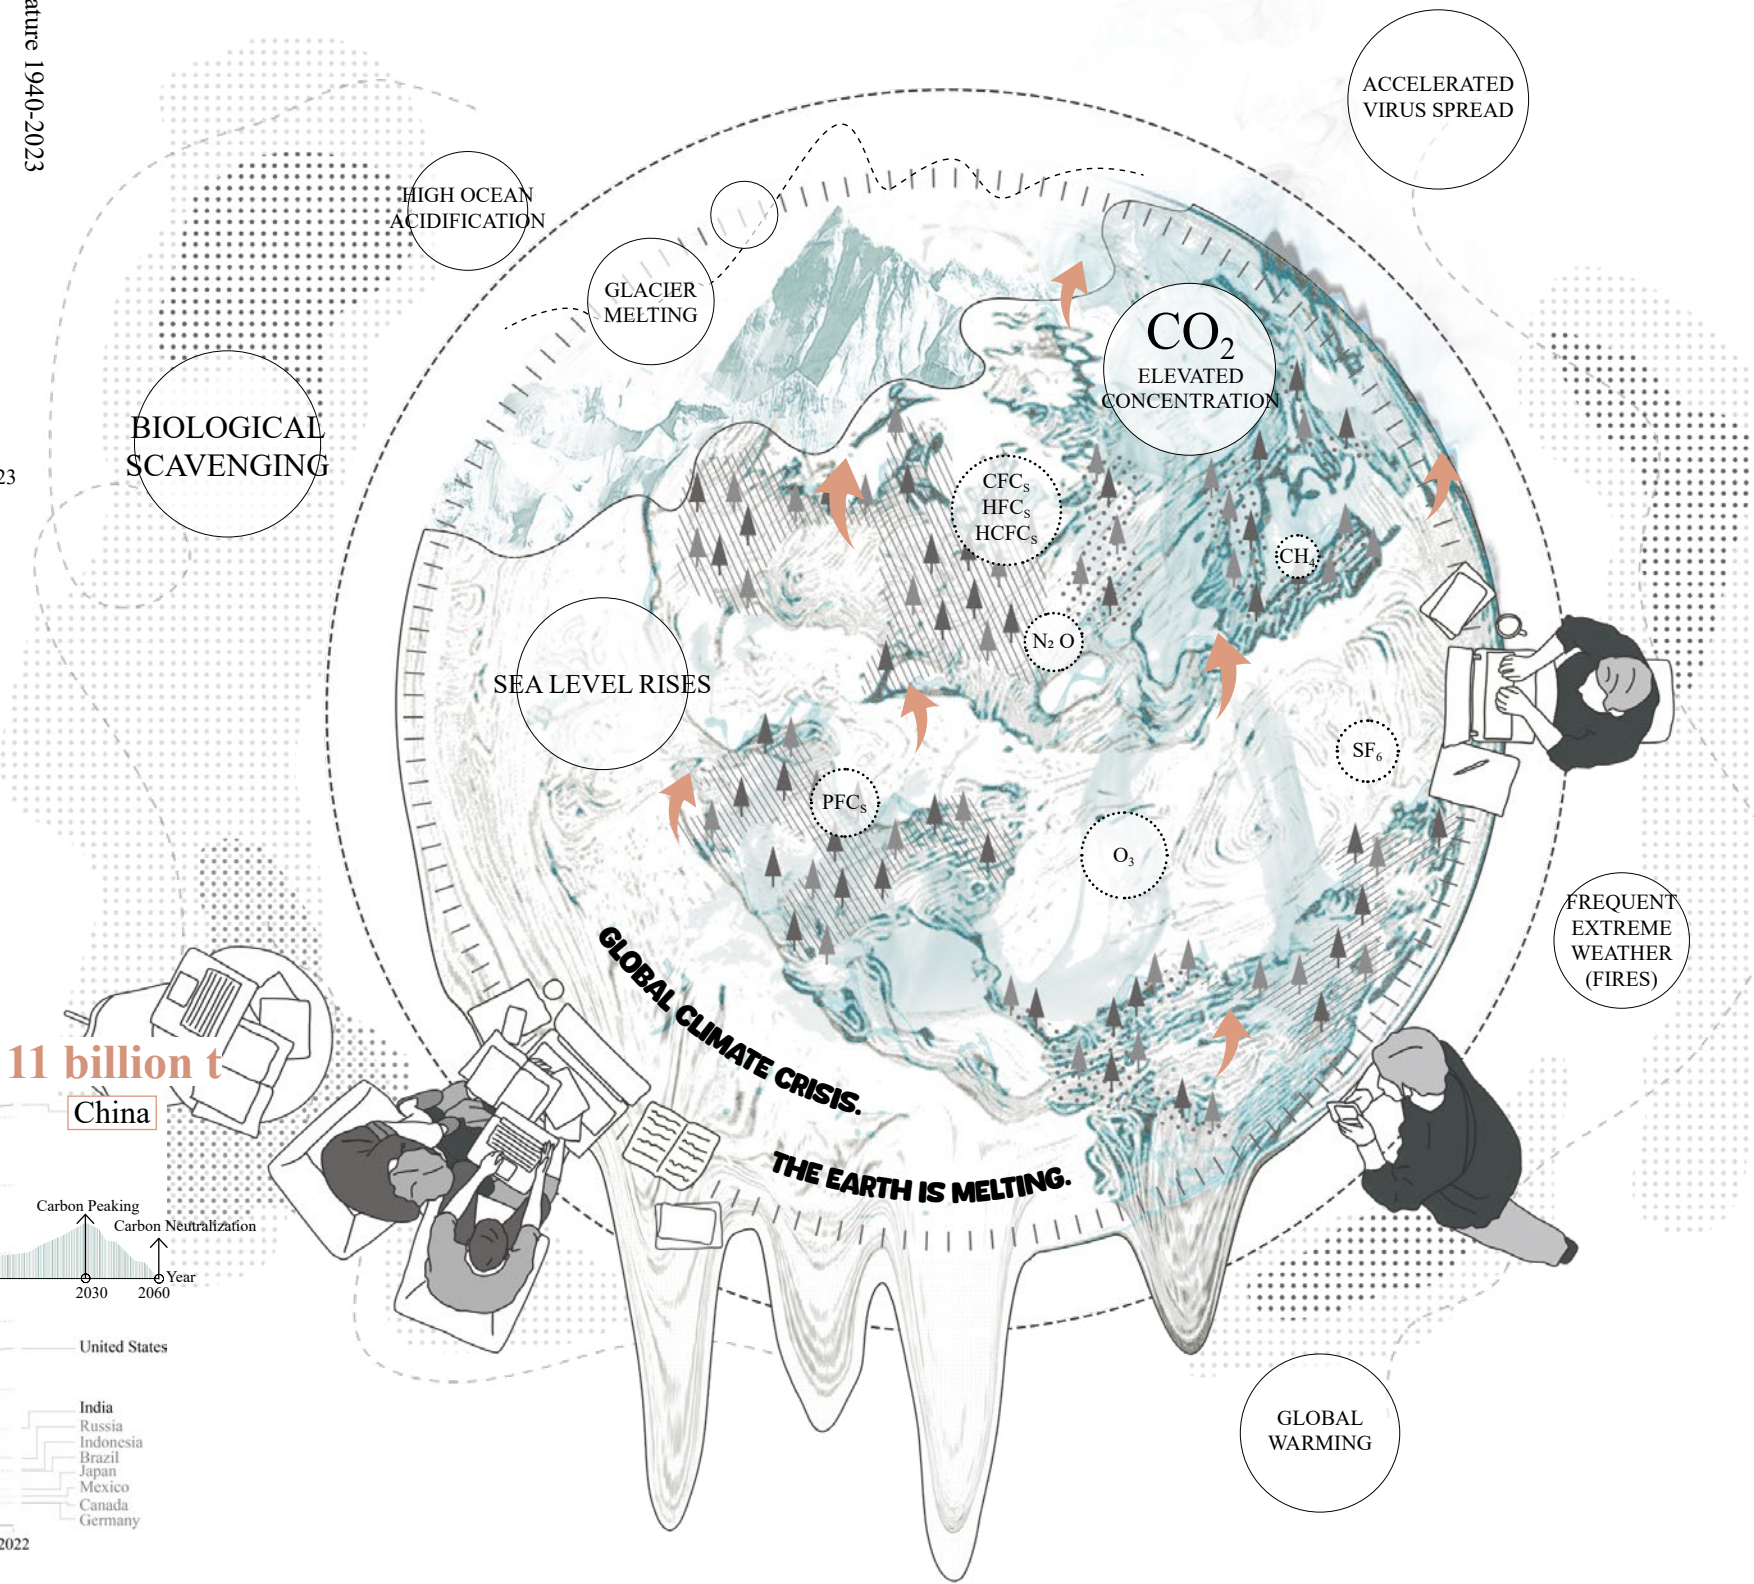 ature 1940-2023
ACCELERATED
VIRUS SPREAD
HIGH OCEAN
ACIDIFICATION
GLACIER
MELTING
CO₂
ELEVATED
CONCENTRATION
BIOLOGICAL
SCAVENGING
23
CFCₛ
HFCₛ
HCFCₛ
CH₄
N₂ O
SEA LEVEL RISES
SF₆
PFCₛ
O₃
FREQUENT
EXTREME
WEATHER
(FIRES)
GLOBAL CLIMATE CRISIS.
THE EARTH IS MELTING.
11 billion t
China
Carbon Peaking
Carbon Neutralization
Year
2030
2060
United States
India
Russia
Indonesia
Brazil
Japan
Mexico
Canada
Germany
2022
GLOBAL
WARMING